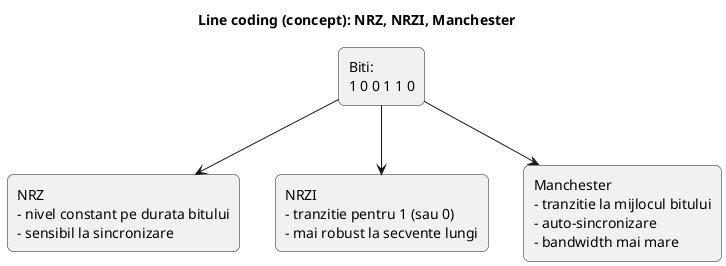 Line coding (concept): NRZ, NRZI, Manchester
Biti:
1 0 0 1 1 0
NRZ
- nivel constant pe durata bitului
- sensibil la sincronizare
NRZI
- tranzitie pentru 1 (sau 0)
- mai robust la secvente lungi
Manchester
- tranzitie la mijlocul bitului
- auto-sincronizare
- bandwidth mai mare